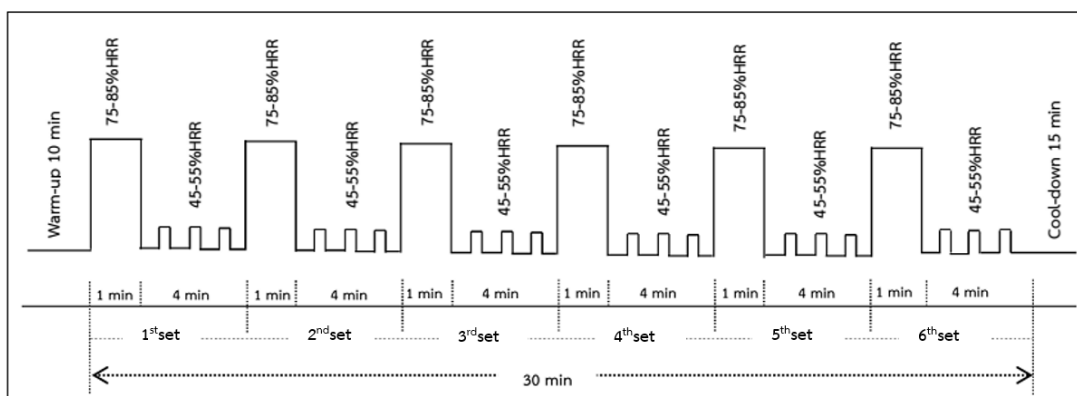 Warm-up 10 min
75-85%HRR
45-55%HRR
75-85%HRR
45-55%HRR
75-85%HRR
45-55%HRR
75-85%HRR
45-55%HRR
75-85%HRR
45-55%HRR
75-85%HRR
45-55%HRR
Cool-down 15 min
1 min 4 min 1 min 4 min 1 min 4 min 1 min 4 min 1 min 4 min 1 min 4 min
1st set 2nd set 3rd set 4th set 5th set 6th set
30 min